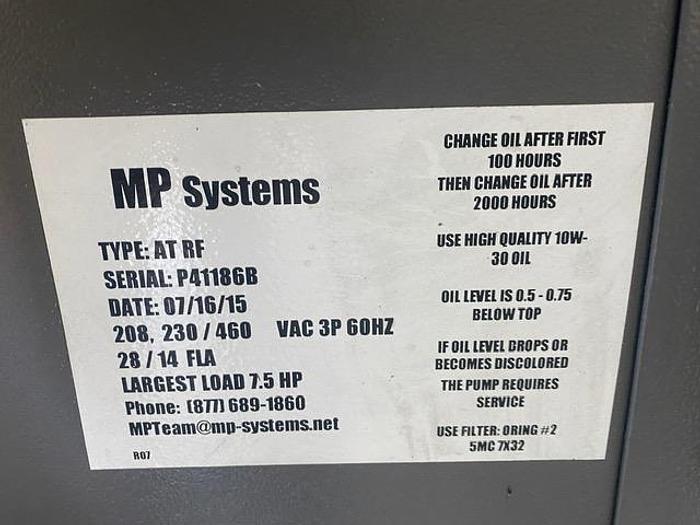 MP Systems
TYPE: AT RF
SERIAL: P41186B
DATE: 07/16/15
208, 230 / 460 VAC 3P 60HZ
28 / 14 FLA
LARGEST LOAD 7.5 HP
Phone: (877) 689-1860
MPTeam@mp-systems.net
R07
CHANGE OIL AFTER FIRST
100 HOURS
THEN CHANGE OIL AFTER
2000 HOURS
USE HIGH QUALITY 10W-
30 OIL
OIL LEVEL IS 0.5 - 0.75
BELOW TOP
IF OIL LEVEL DROPS OR
BECOMES DISCOLORED
THE PUMP REQUIRES
SERVICE
USE FILTER: ORING #2
5MC 7X32